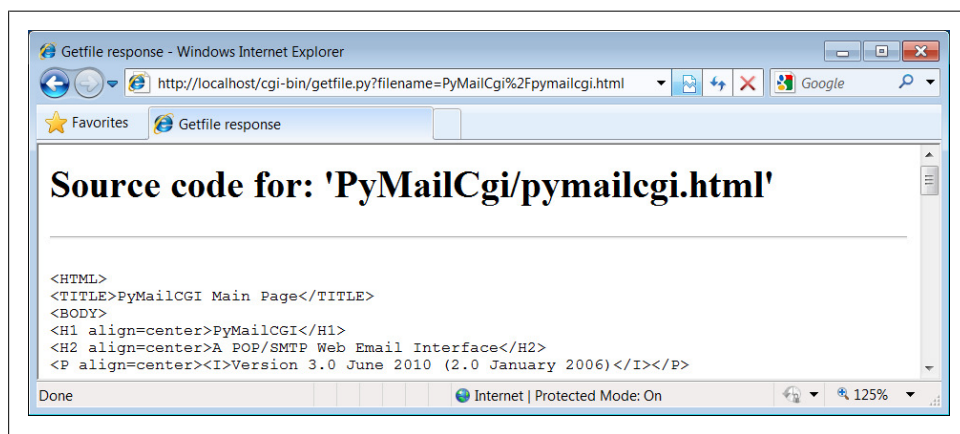 Getfile response - Windows Internet Explorer
http://localhost/cgi-bin/getfile.py?filename=PyMailCgi%2Fpymailcgi.html
Google
Favorites
Getfile response
Source code for: 'PyMailCgi/pymailcgi.html'
<HTML>
<TITLE>PyMailCGI Main Page</TITLE>
<BODY>
<H1 align=center>PyMailCGI</H1>
<H2 align=center>A POP/SMTP Web Email Interface</H2>
<P align=center><I>Version 3.0 June 2010 (2.0 January 2006)</I></P>
Done
Internet | Protected Mode: On
125%